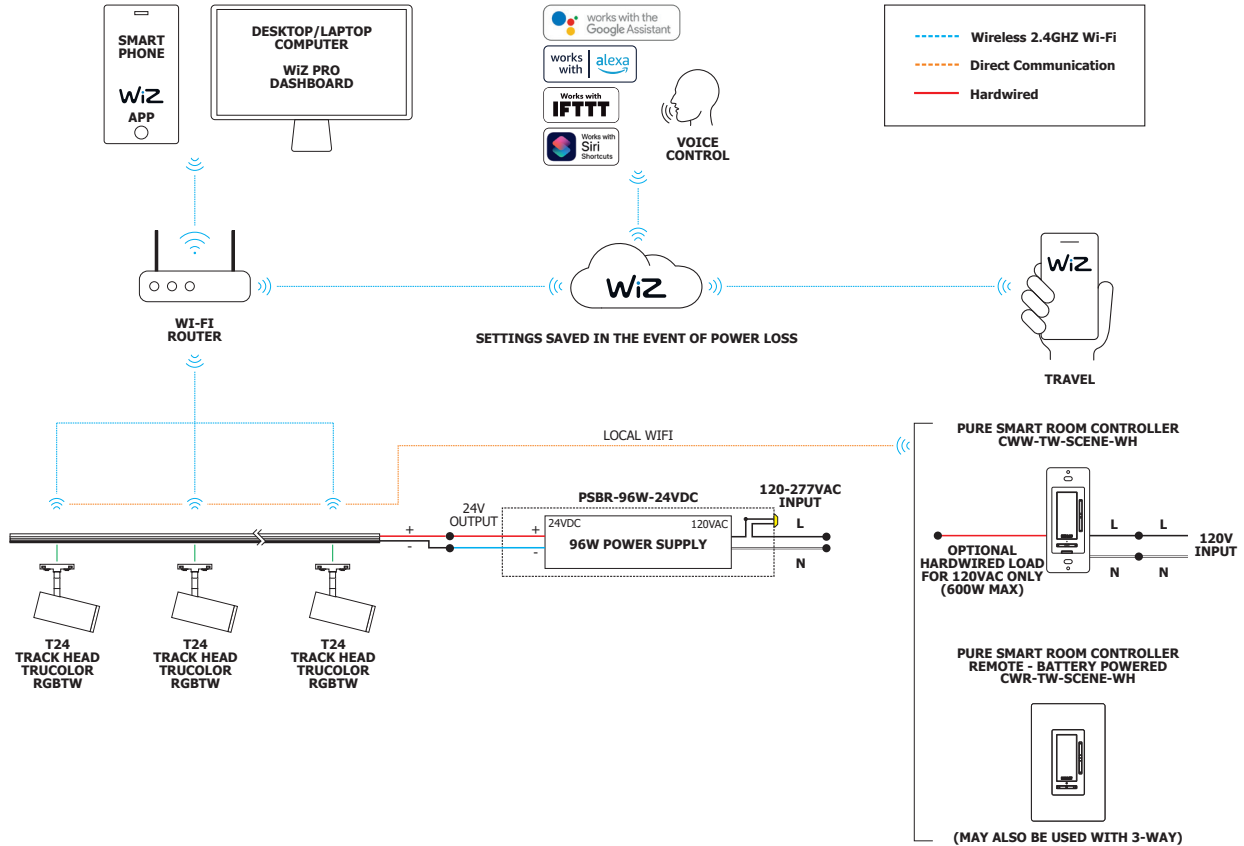 SMART
PHONE
WiZ
APP
DESKTOP/LAPTOP
COMPUTER
WiZ PRO
DASHBOARD
works with the
Google Assistant
works
with
alexa
Works with
IFTTT
Works with
Siri
Shortcuts
VOICE
CONTROL
Wireless 2.4GHZ Wi-Fi
Direct Communication
Hardwired
WI-FI
ROUTER
WiZ
SETTINGS SAVED IN THE EVENT OF POWER LOSS
WiZ
TRAVEL
LOCAL WIFI
PURE SMART ROOM CONTROLLER
CWW-TW-SCENE-WH
24V
OUTPUT
PSBR-96W-24VDC
120-277VAC
INPUT
+
-
+
-
24VDC
120VAC
96W POWER SUPPLY
L
N
OPTIONAL
HARDWIRED LOAD
FOR 120VAC ONLY
(600W MAX)
L
L
N
N
120V
INPUT
T24
TRACK HEAD
TRUCOLOR
RGBTW
T24
TRACK HEAD
TRUCOLOR
RGBTW
T24
TRACK HEAD
TRUCOLOR
RGBTW
PURE SMART ROOM CONTROLLER
REMOTE - BATTERY POWERED
CWR-TW-SCENE-WH
(MAY ALSO BE USED WITH 3-WAY)